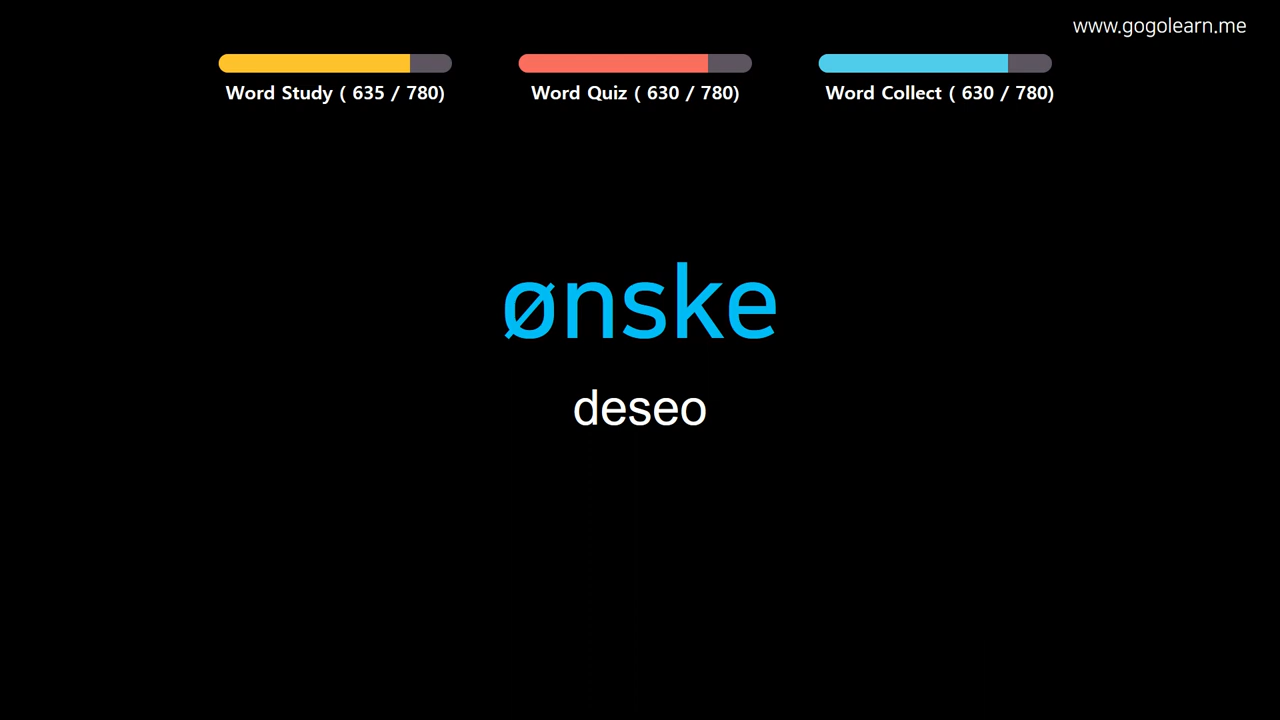 www.gogolearn.me
Word Study ( 635 / 780)
Word Quiz ( 630 / 780)
Word Collect ( 630 / 780)
ønske
deseo